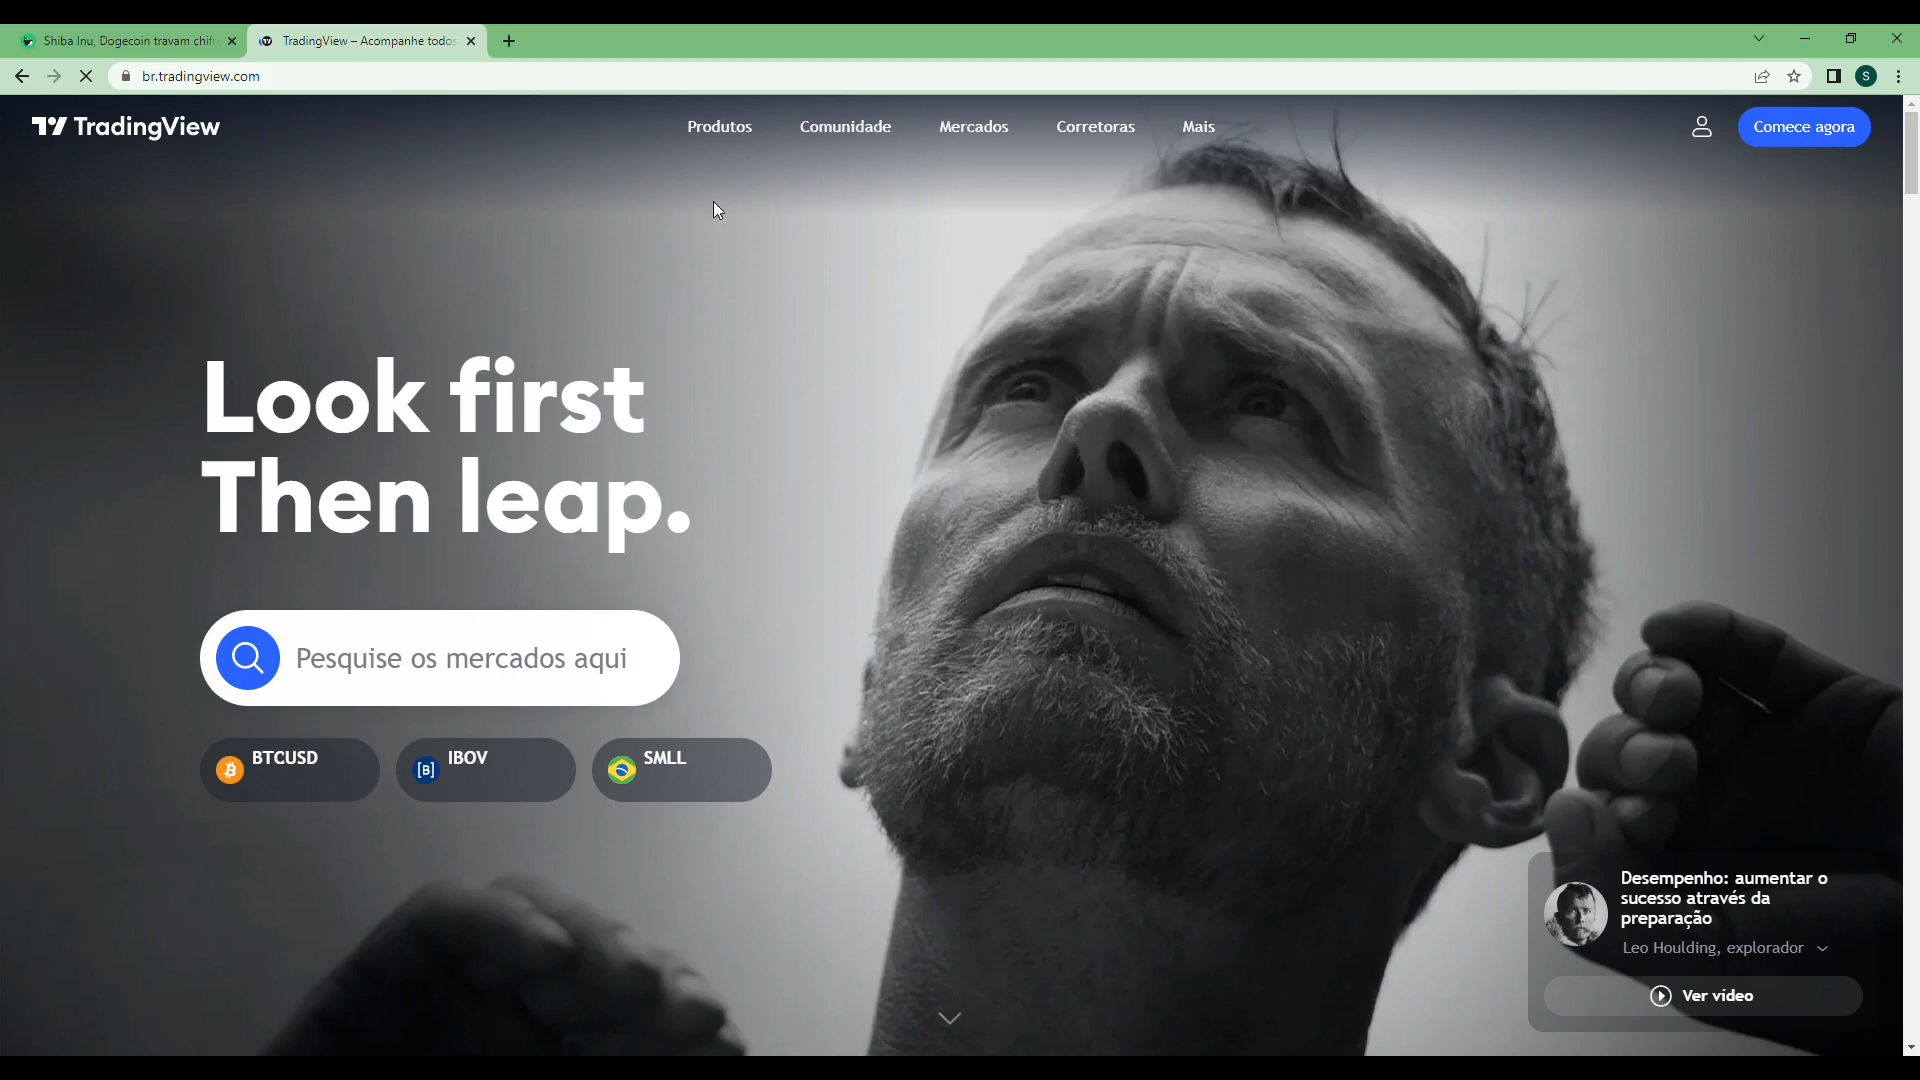 Shiba Inu, Dogecoin travam chifr
TradingView – Acompanhe todos
br.tradingview.com
S
TradingView
Produtos
Comunidade
Mercados
Corretoras
Mais
Comece agora
Look first
Then leap.
Pesquise os mercados aqui
BTCUSD
[B]
IBOV
SMLL
Desempenho: aumentar o
sucesso através da
preparação
Leo Houlding, explorador
Ver vídeo